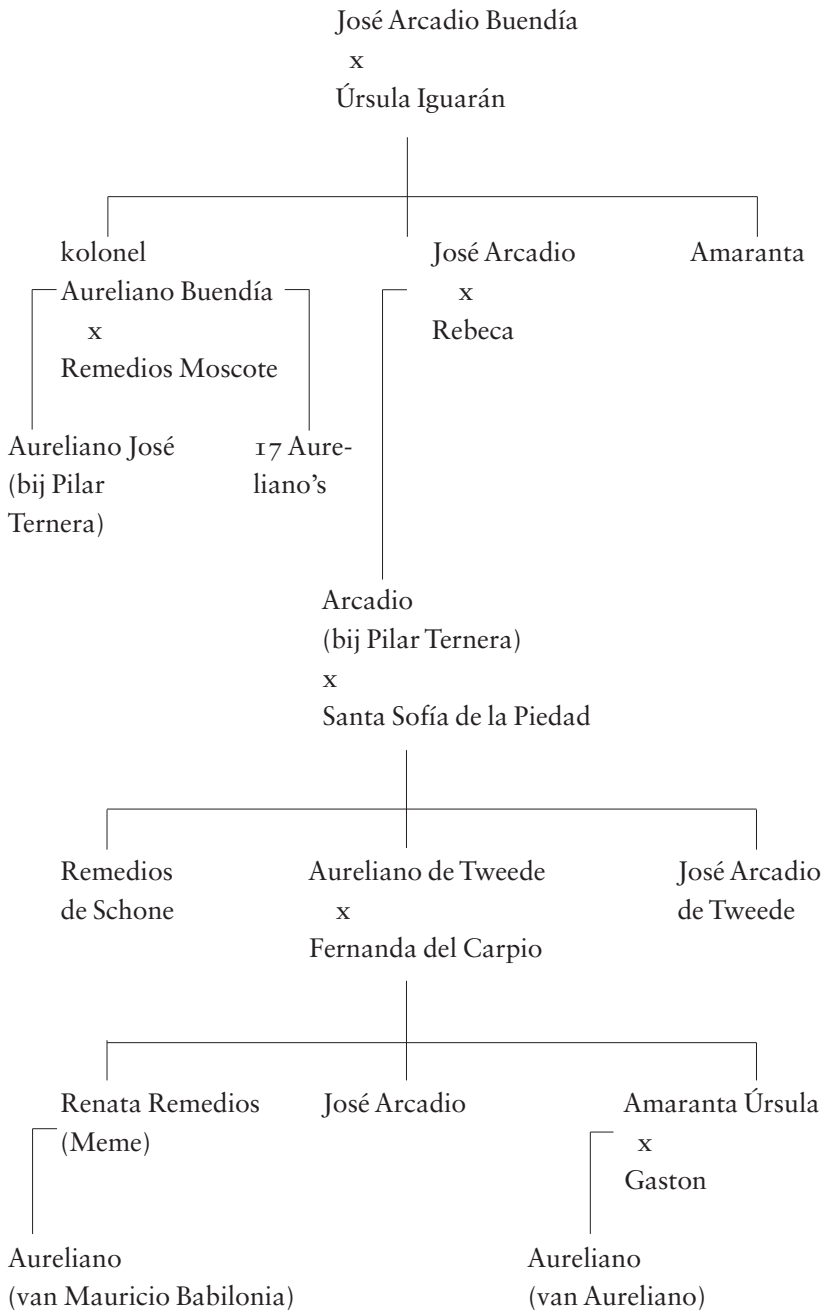 José Arcadio Buendía
x
Úrsula Iguarán
kolonel
Aureliano Buendía
x
Remedios Moscote
José Arcadio
x
Rebeca
Amaranta
Aureliano José
(bij Pilar
Ternera)
17 Aure-
liano's
Arcadio
(bij Pilar Ternera)
x
Santa Sofía de la Piedad
Remedios
de Schone
Aureliano de Tweede
x
Fernanda del Carpio
José Arcadio
de Tweede
Renata Remedios
(Meme)
José Arcadio
Amaranta Úrsula
x
Gaston
Aureliano
(van Mauricio Babilonia)
Aureliano
(van Aureliano)